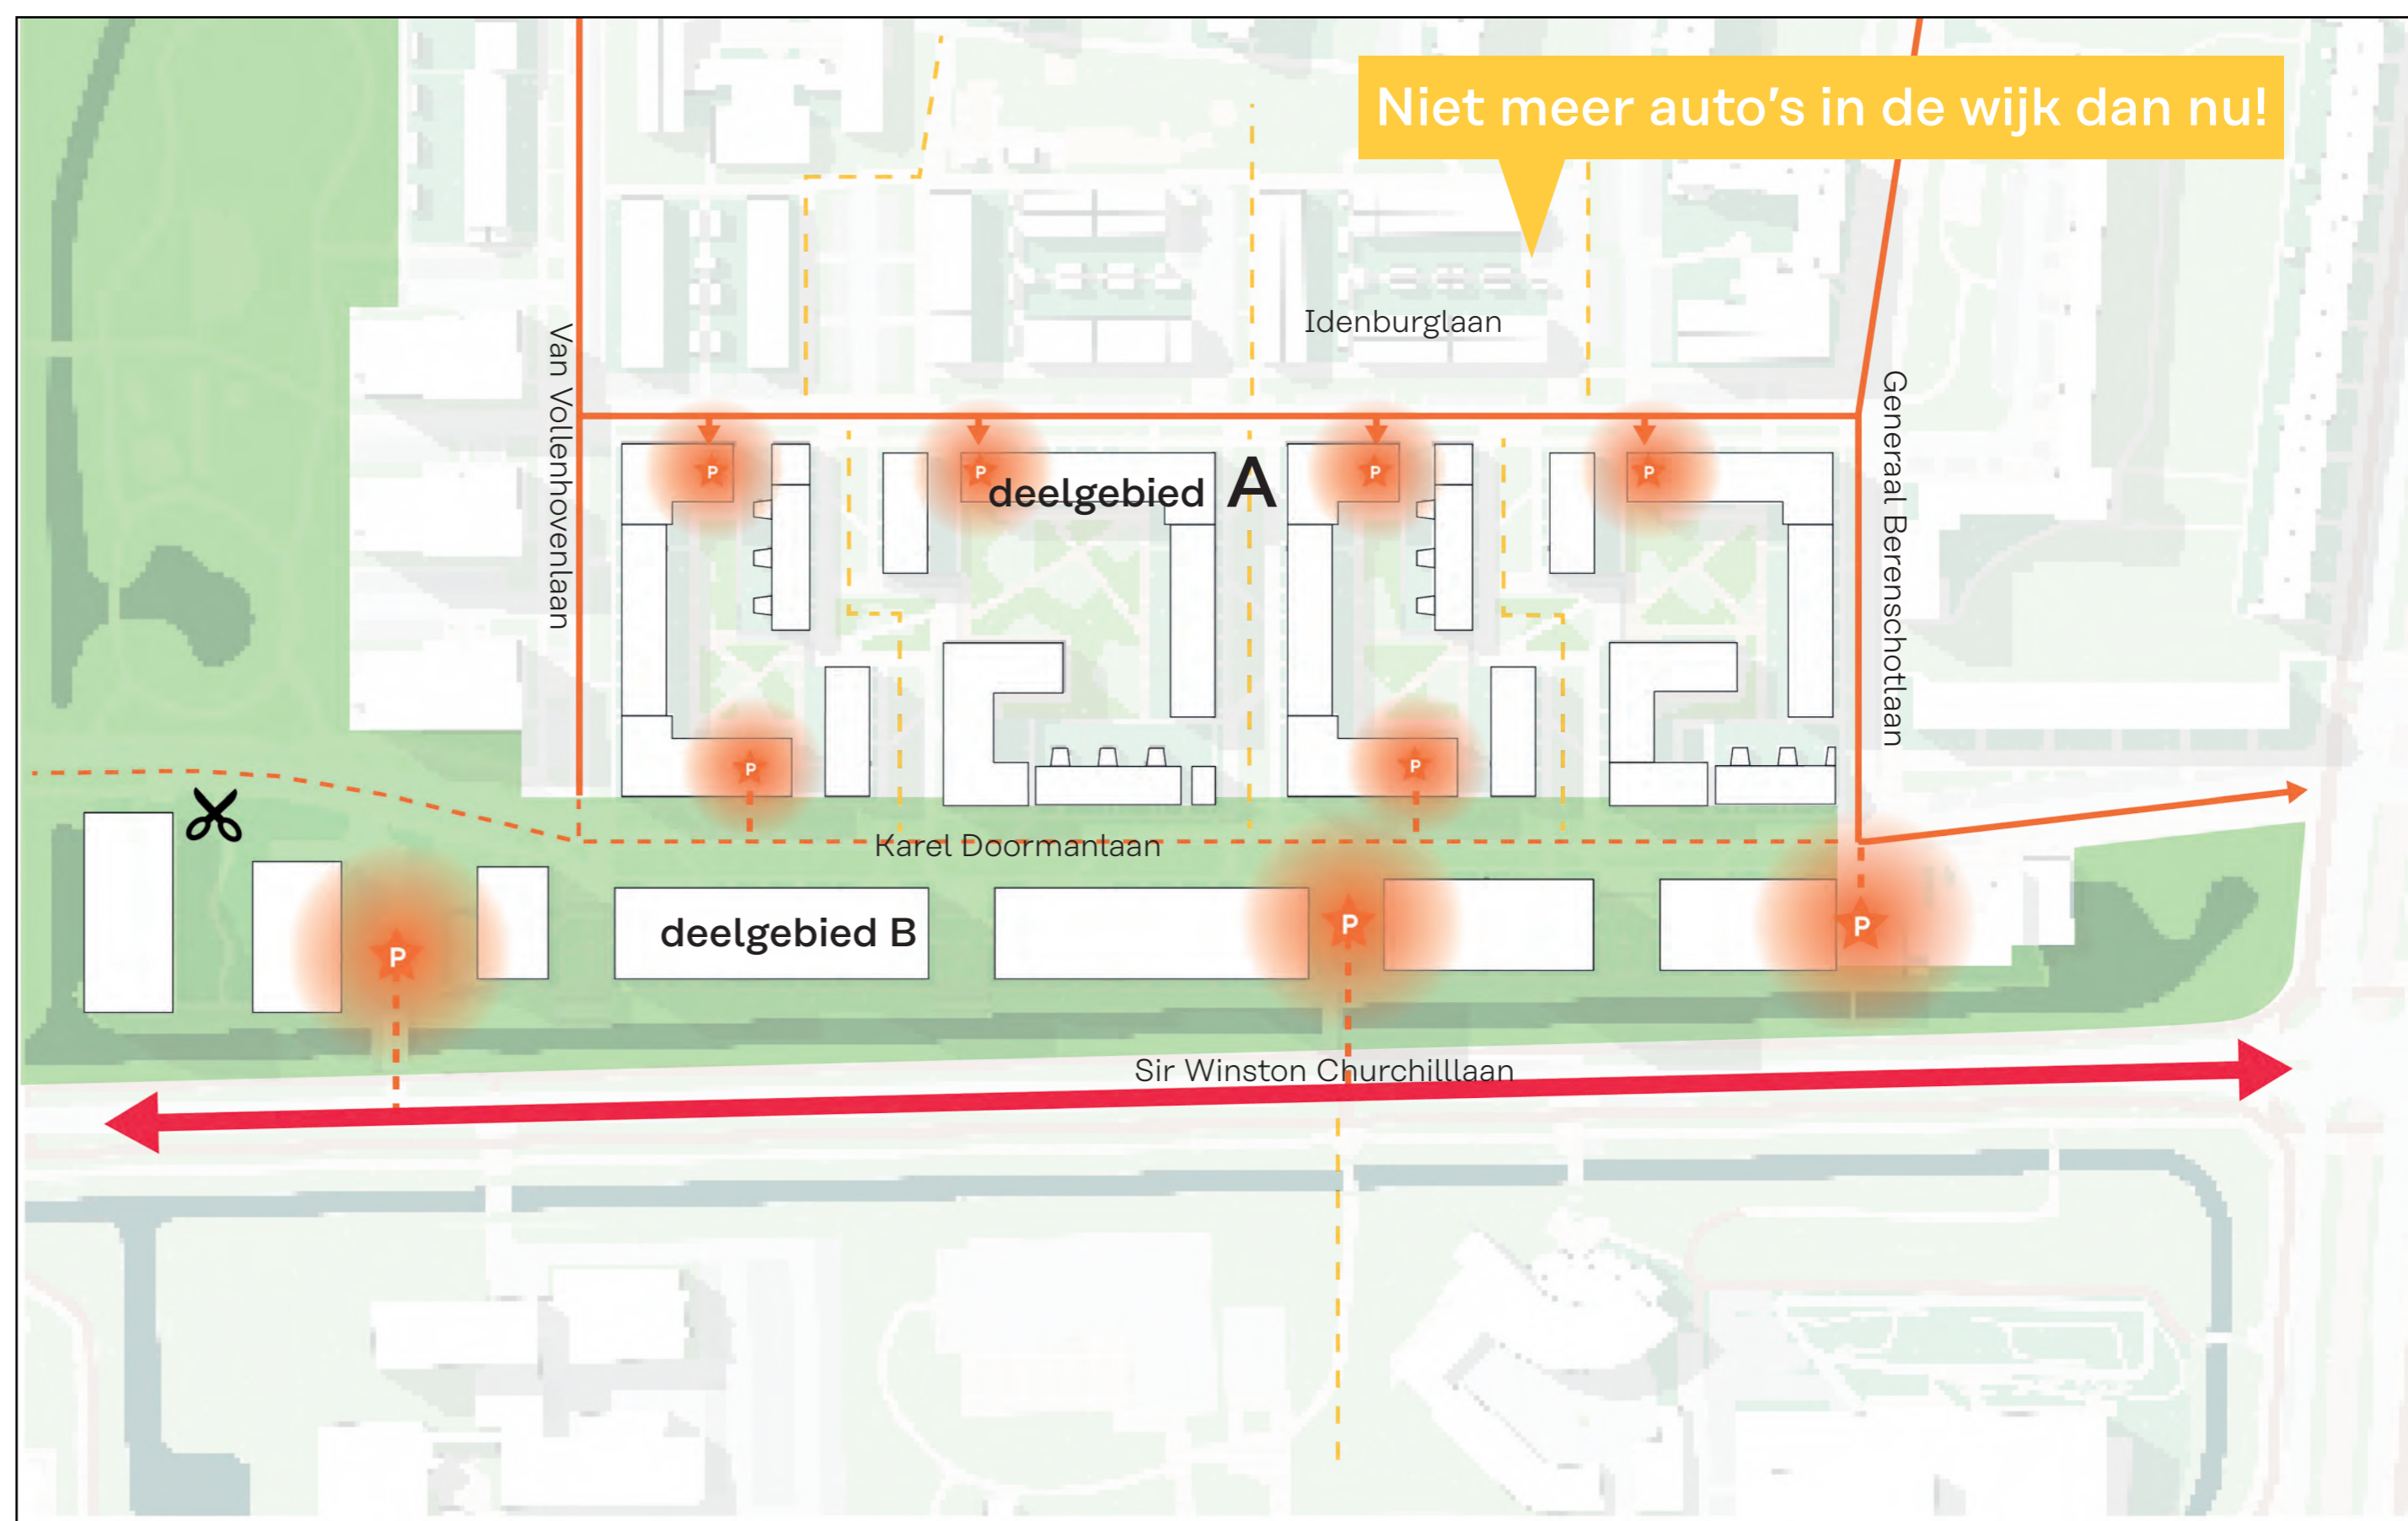 Niet meer auto's in de wijk dan nu!
Idenburglaan
Van Vollenhovenlaan
Generaal Berenschotlaan
P
P
P
P
deelgebied A
P
P
Karel Doormanlaan
P
P
P
deelgebied B
Sir Winston Churchilllaan